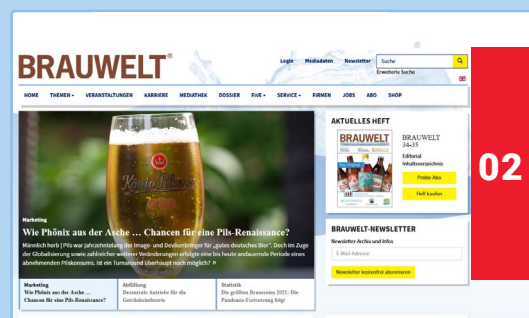 BRAUWELT®
Login Mediadaten Newsletter Suche
Erweiterte Suche
HOME THEMEN VERANSTALTUNGEN KARRIERE MEDIATHEK DOSSIER FIVE SERVICE FIRMEN JOBS ABO SHOP
König Pilsener
Marketing
Wie Phönix aus der Asche ... Chancen für eine Pils-Renaissance?
Männlich herb | Pils war jahrzehntelang der Image- und Devisenbringer für „gutes deutsches Bier“. Doch im Zuge
der Globalisierung sowie zahlreicher weiterer Veränderungen erfolgte eine bis heute andauernde Periode eines
abnehmenden Pilskonsums. Ist ein Turnaround überhaupt noch möglich? »
Marketing
Wie Phönix aus der Asche ...
Chancen für eine Pils-Renaissance?
Abfüllung
Dezentrale Antriebe für die
Getränkeindustrie
Statistik
Die größten Brauereien 2021: Die
Pandemie-Fortsetzung folgt
AKTUELLES HEFT
BRAUWELT
BRAUWELT
34-35
Editorial
Inhaltsverzeichnis
Probe-Abo
Heft kaufen
BRAUWELT-NEWSLETTER
Newsletter-Archiv und Infos
E-Mail-Adresse
Newsletter kostenfrei abonnieren
02